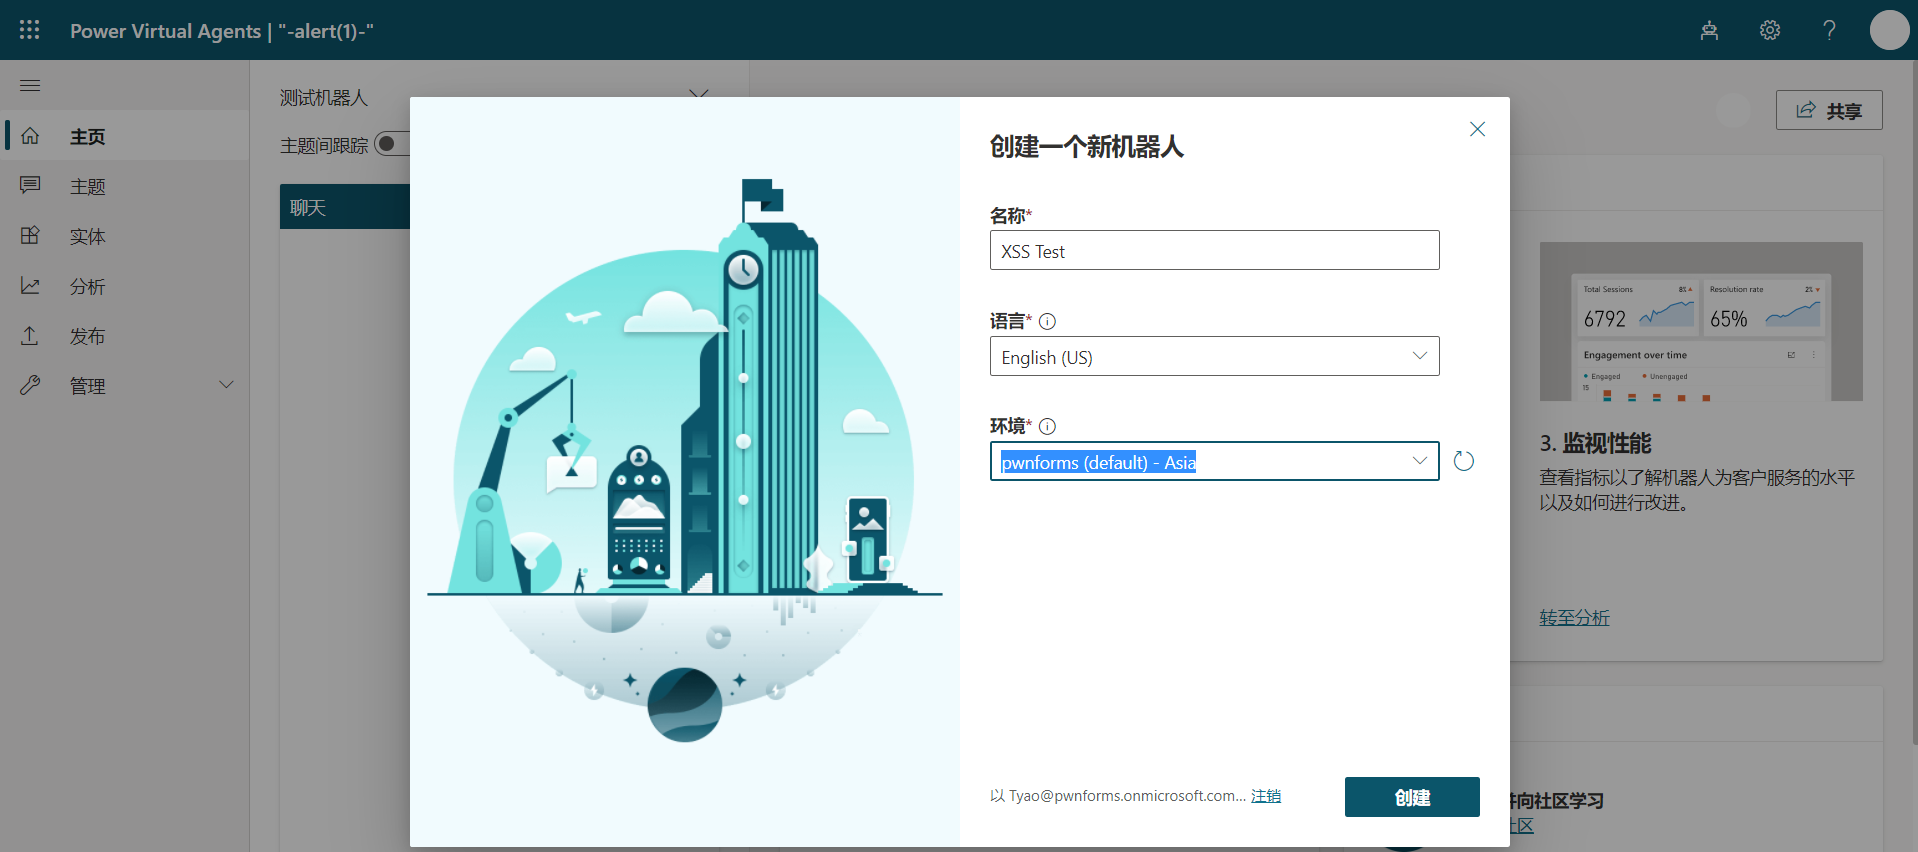 Power Virtual Agents | "-alert(1)-"
主页
主题
实体
分析
发布
管理
测试机器人
主题间跟踪
聊天
创建一个新机器人
名称*
XSS Test
语言*
English (US)
环境*
pwnforms (default) - Asia
以 Tyao@pwnforms.onmicrosoft.com... 注销
创建
共享
Total Sessions 8%
6792
Resolution rate 2%
65%
Engagement over time
Engaged Unengaged
15
3. 监视性能
查看指标以了解机器人为客户服务的水平
以及如何进行改进。
转至分析
向社区学习
区